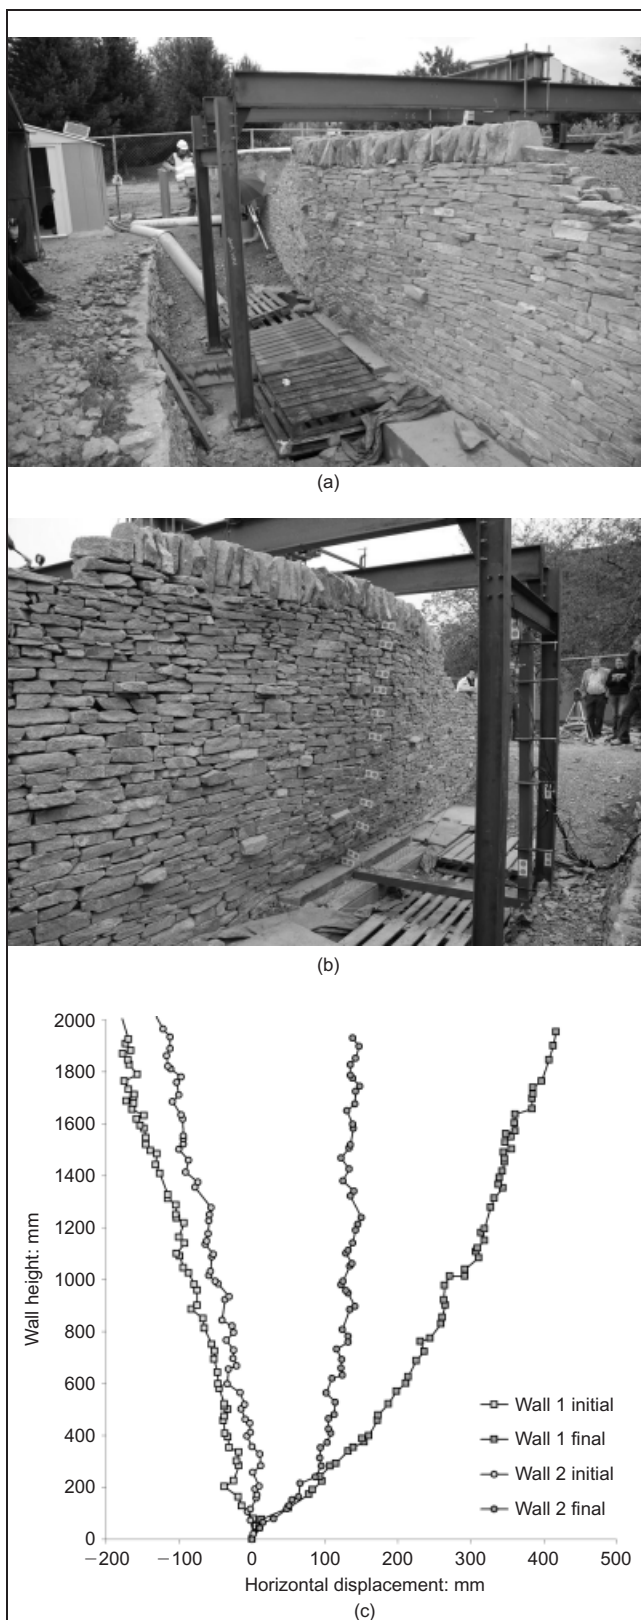 (a)
(b)
2000
1800
1600
1400
1200
1000
800
600
400
200
0
Wall height: mm
−200
−100
0
100
200
300
400
500
Horizontal displacement: mm
Wall 1 initial
Wall 1 final
Wall 2 initial
Wall 2 final
(c)